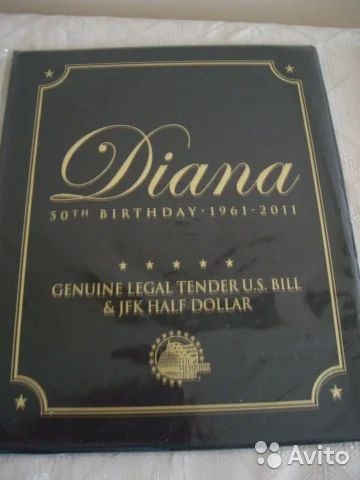 Diana
50TH BIRTHDAY · 1961-2011
GENUINE LEGAL TENDER U.S. BILL
& JFK HALF DOLLAR
Avito